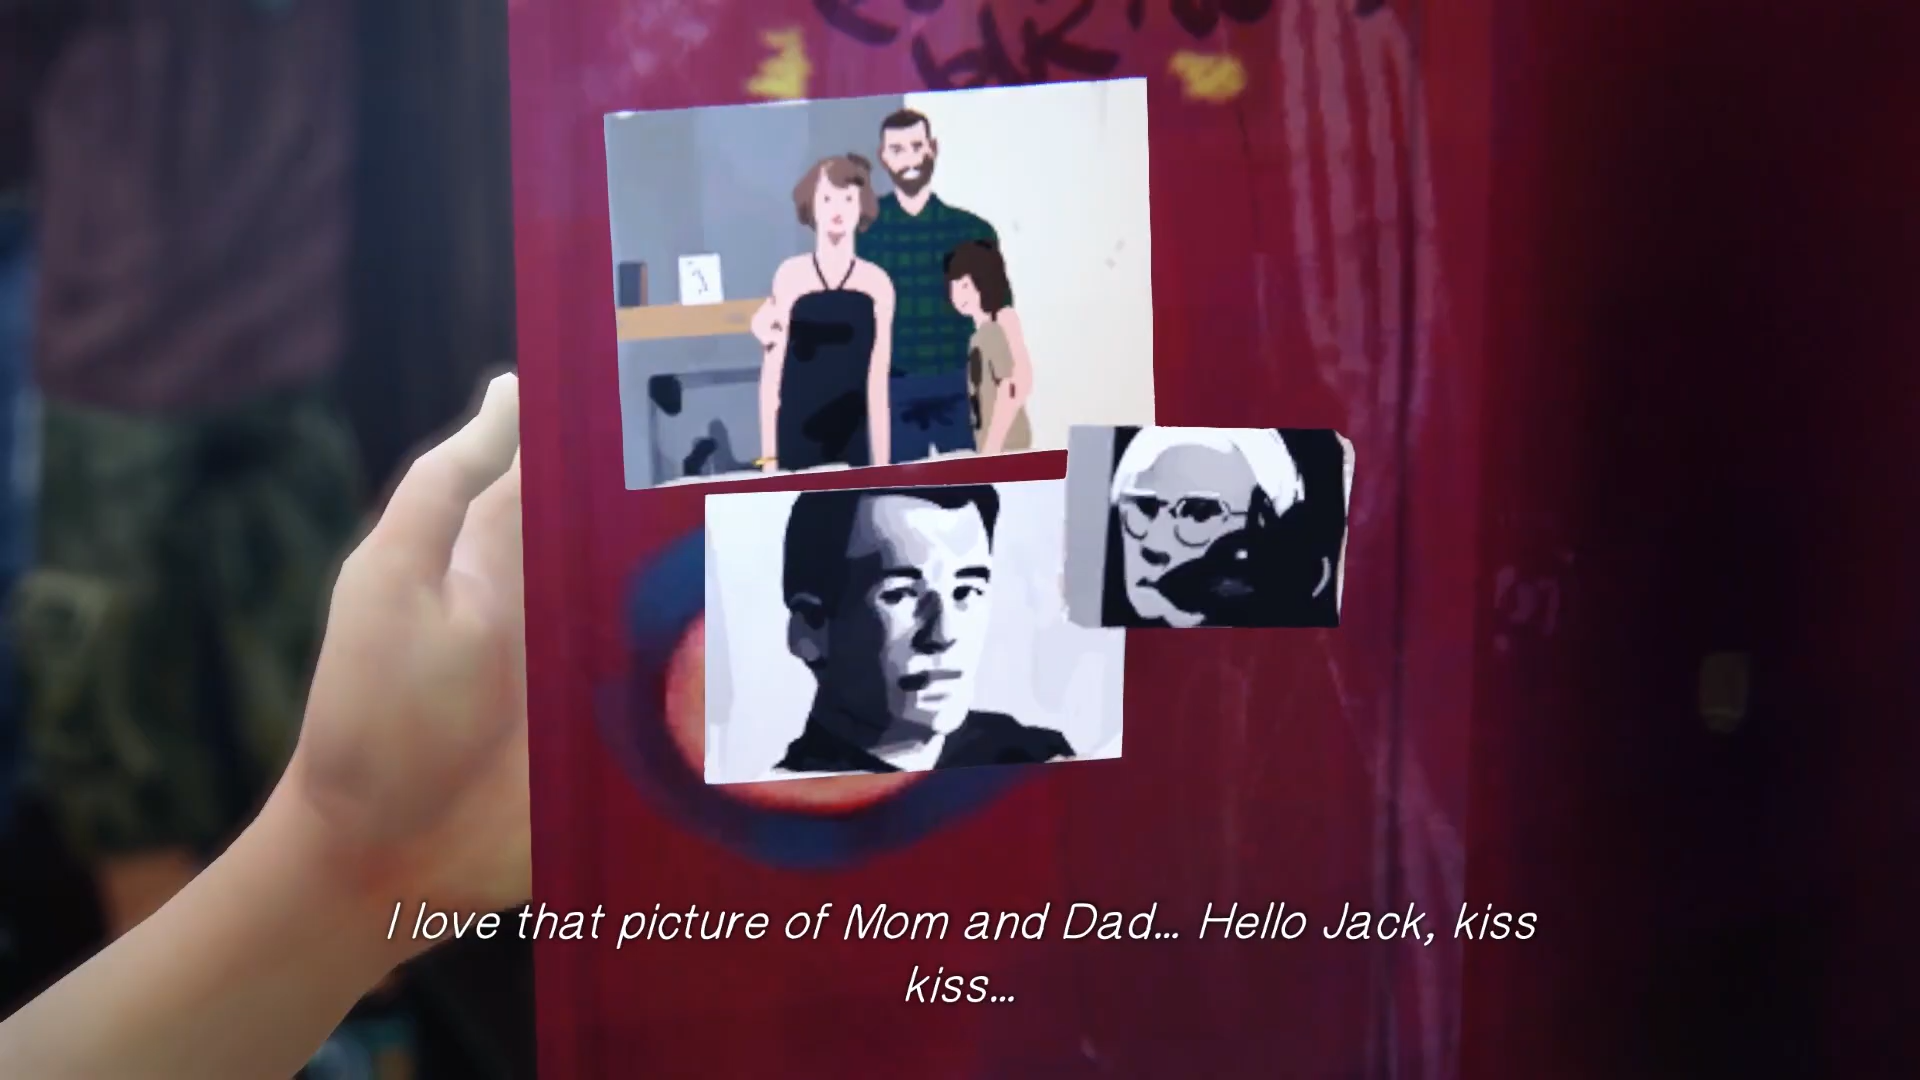 I love that picture of Mom and Dad... Hello Jack, kiss
kiss...